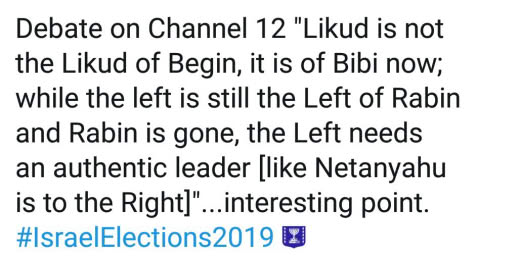 Debate on Channel 12 "Likud is not
the Likud of Begin, it is of Bibi now;
while the left is still the Left of Rabin
and Rabin is gone, the Left needs
an authentic leader [like Netanyahu
is to the Right]"...interesting point.
#IsraelElections2019